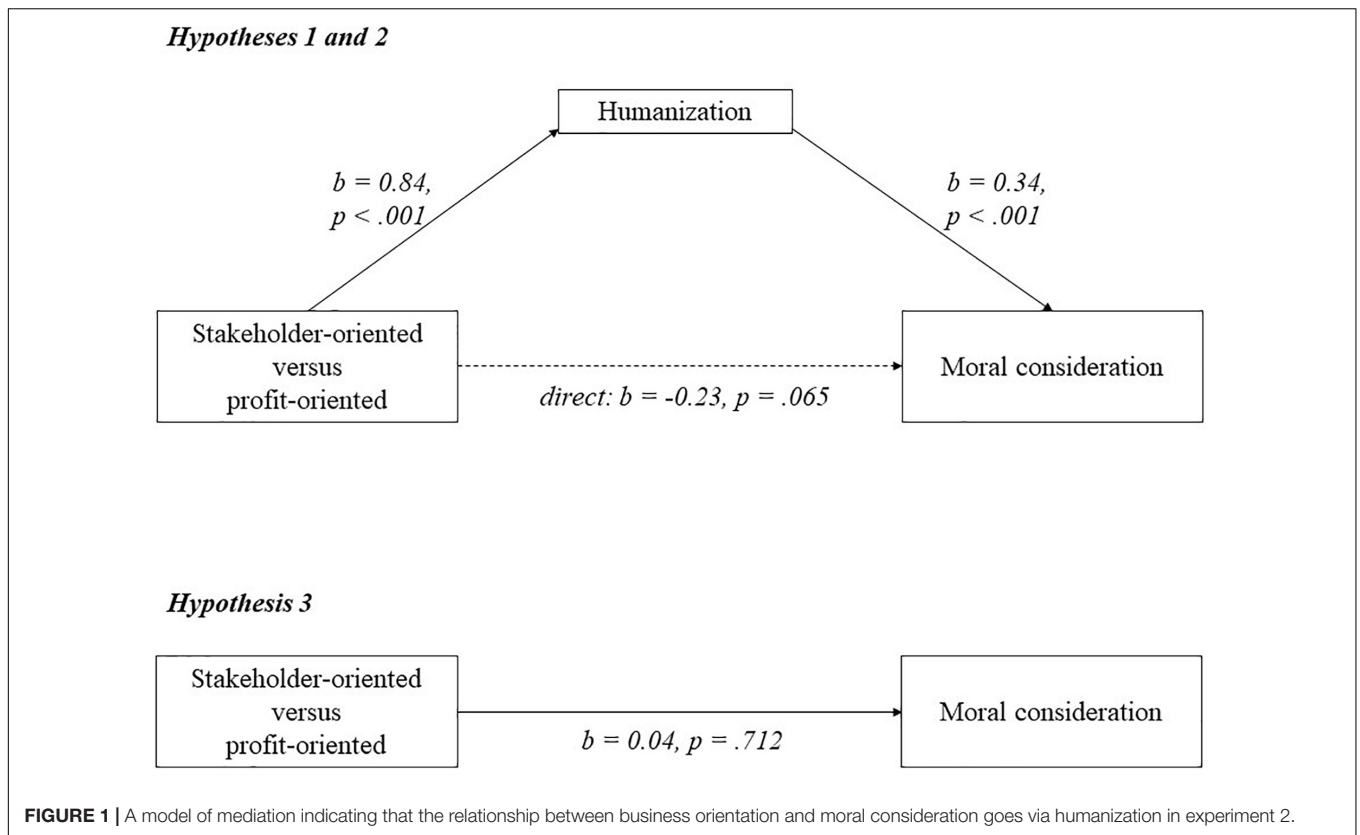 Hypotheses 1 and 2
Humanization
b = 0.84,
p < .001
b = 0.34,
p < .001
Stakeholder-oriented
versus
profit-oriented
Moral consideration
direct: b = -0.23, p = .065
Hypothesis 3
Stakeholder-oriented
versus
profit-oriented
Moral consideration
b = 0.04, p = .712
FIGURE 1 | A model of mediation indicating that the relationship between business orientation and moral consideration goes via humanization in experiment 2.